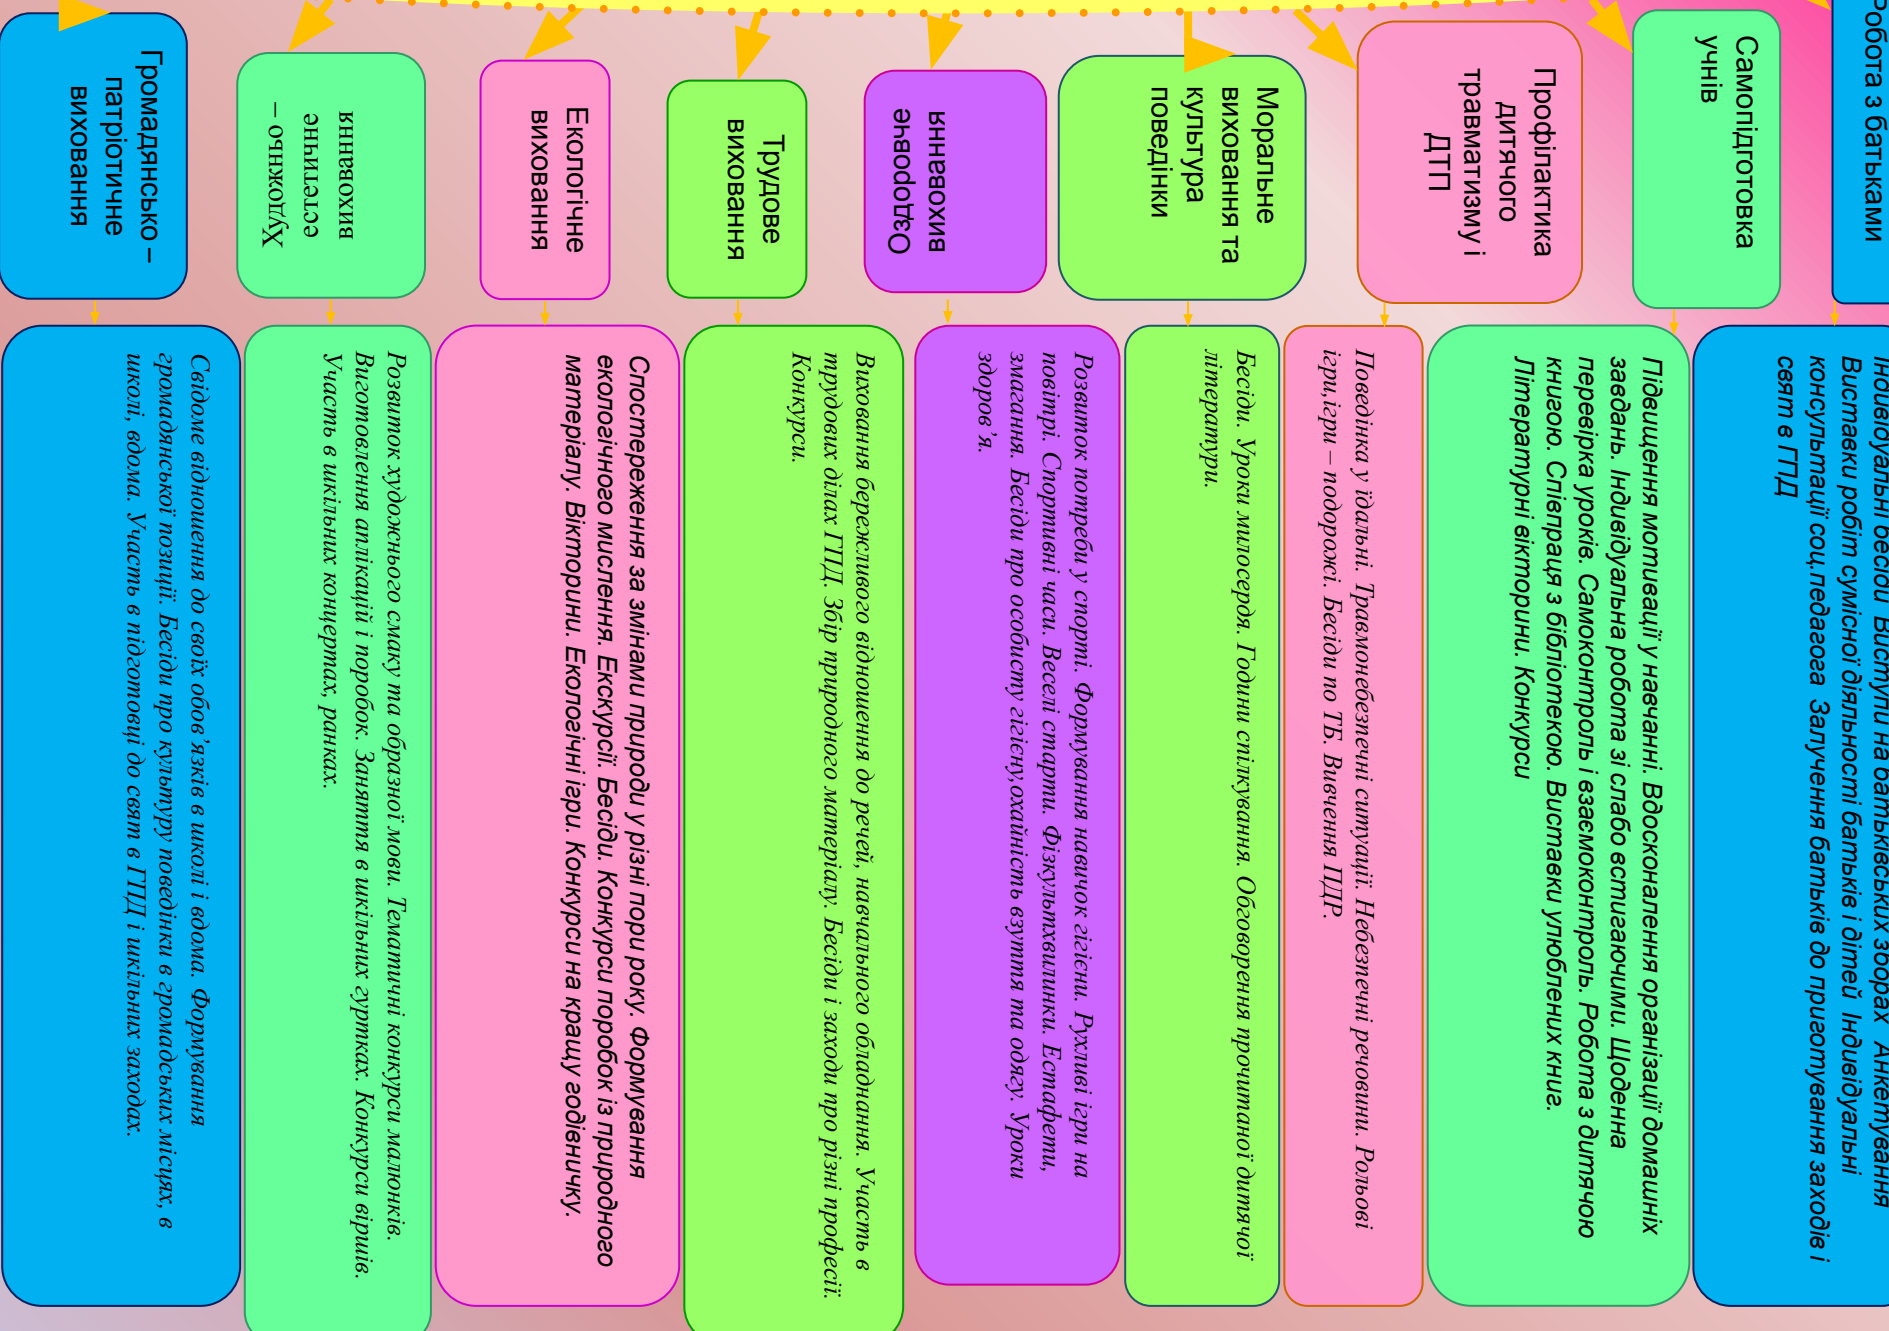 Робота з батьками
Індивідуальні бесіди Виступи на батьківських зборах Анкетування
Виставки робіт сумісної діяльності батьків і дітей Індивідуальні
консультації соц.педагога Залучення батьків до приготування заходів і
свят в ГПД
Самопідготовка
учнів
Підвищення мотивації у навчанні. Вдосконалення організації домашніх
завдань. Індивідуальна робота зі слабо встигаючими. Щоденна
перевірка уроків. Самоконтроль і взаємоконтроль. Робота з дитячою
книгою. Співпраця з бібліотекою. Виставки улюблених книг.
Літературні вікторини. Конкурси
Профілактика
дитячого
травматизму і
ДТП
Поведінка у їдальні. Травмонебезпечні ситуації. Небезпечні речовини. Рольові
ігри,ігри – подорожі. Бесіди по ТБ. Вивчення ПДР.
Моральне
виховання та
культура
поведінки
Бесіди. Уроки милосердя. Години спілкування. Обговорення прочитаної дитячої
літератури.
Оздоровче
виховання
Розвиток потреби у спорті. Формування навичок гігієни. Рухливі ігри на
повітрі. Спортивні часи. Веселі старти. Фізкультхвилинки. Естафети,
змагання. Бесіди про особисту гігієну,охайність взуття та одягу. Уроки
здоров’я.
Трудове
виховання
Виховання бережливого відношення до речей, навчального обладнання. Участь в
трудових ділах ГПД. Збір природного матеріалу. Бесіди і заходи про різні професії.
Конкурси.
Екологічне
виховання
Спостереження за змінами природи у різні пори року. Формування
екологічного мислення. Екскурсії. Бесіди. Конкурси поробок із природного
матеріалу. Вікторини. Екологічні ігри. Конкурси на кращу годівничку.
Художньо –
естетичне
виховання
Розвиток художнього смаку та образної мови. Тематичні конкурси малюнків.
Виготовлення аплікацій і поробок. Заняття в шкільних гуртках. Конкурси віршів.
Участь в шкільних концертах, ранках.
Громадянсько –
патріотичне
виховання
Свідоме відношення до своїх обов’язків в школі і вдома. Формування
громадянської позиції. Бесіди про культуру поведінки в громадських місцях, в
школі, вдома. Участь в підготовці до свят в ГПД і шкільних заходах.